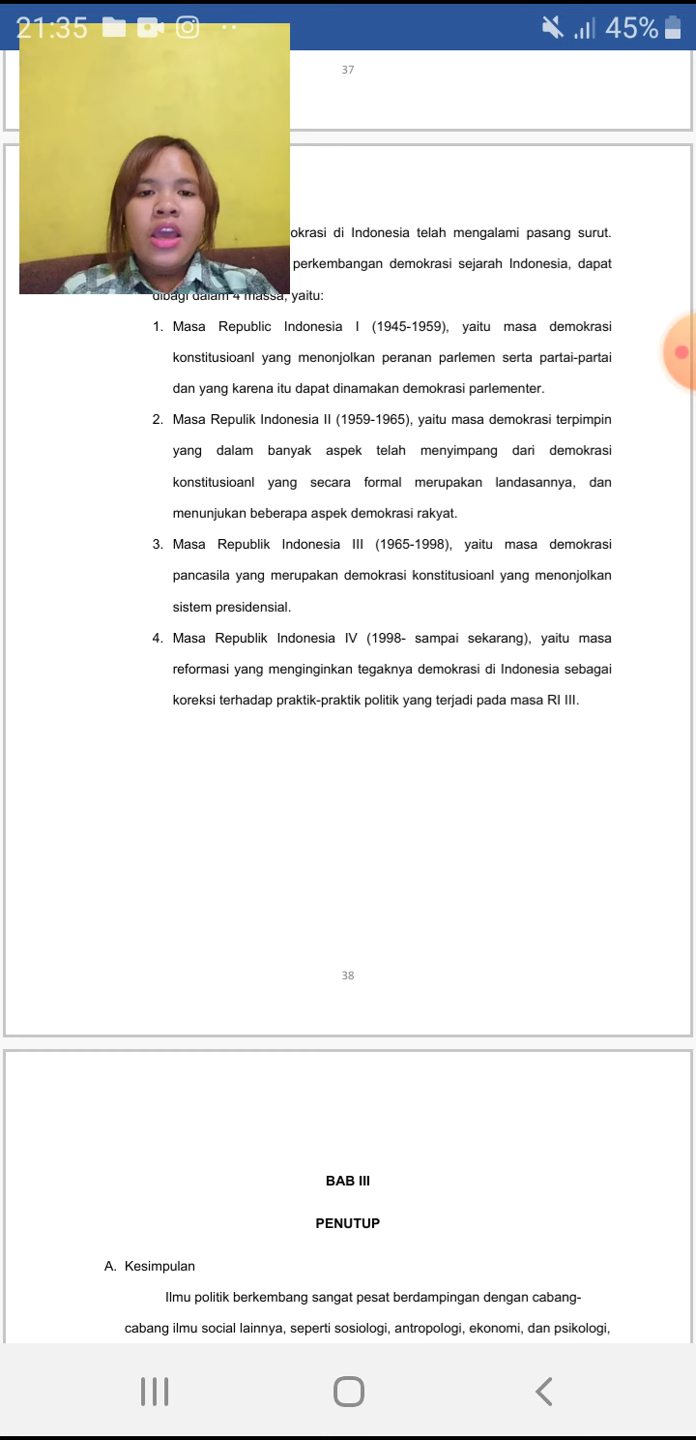 21:35
45%
37
okrasi di Indonesia telah mengalami pasang surut.
perkembangan demokrasi sejarah Indonesia, dapat
dibagi dalam 4 massa, yaitu:
1. Masa Republic Indonesia I (1945-1959), yaitu masa demokrasi
konstitusioanl yang menonjolkan peranan parlemen serta partai-partai
dan yang karena itu dapat dinamakan demokrasi parlementer.
2. Masa Repulik Indonesia II (1959-1965), yaitu masa demokrasi terpimpin
yang dalam banyak aspek telah menyimpang dari demokrasi
konstitusioanl yang secara formal merupakan landasannya, dan
menunjukan beberapa aspek demokrasi rakyat.
3. Masa Republik Indonesia III (1965-1998), yaitu masa demokrasi
pancasila yang merupakan demokrasi konstitusioanl yang menonjolkan
sistem presidensial.
4. Masa Republik Indonesia IV (1998- sampai sekarang), yaitu masa
reformasi yang menginginkan tegaknya demokrasi di Indonesia sebagai
koreksi terhadap praktik-praktik politik yang terjadi pada masa RI III.
38
BAB III
PENUTUP
A. Kesimpulan
Ilmu politik berkembang sangat pesat berdampingan dengan cabang-
cabang ilmu social lainnya, seperti sosiologi, antropologi, ekonomi, dan psikologi,